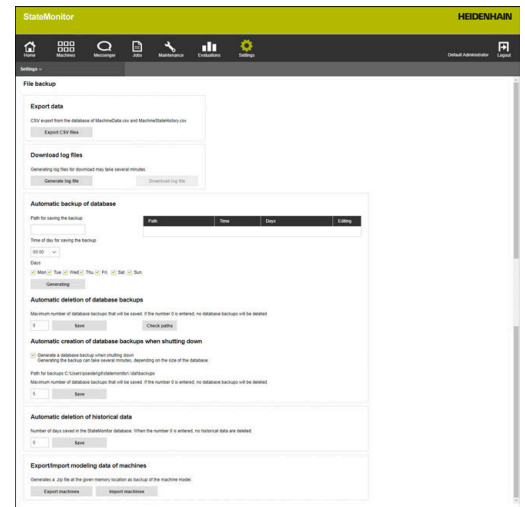 StateMonitor
HEIDENHAIN
Home
Machines
Messenger
Jobs
Maintenance
Evaluations
Settings
Default Administrator
Logout
Settings
File backup
Export data
CSV export from the database of MachineData.csv and MachineStateHistory.csv
Export CSV files
Download log files
Generating log files for download may take several minutes.
Generate log file
Download log file
Automatic backup of database
Path for saving the backup
Path Time Days Editing
Time of day for saving the backup
00:00
Days
Mon Tue Wed Thu Fri. Sat Sun
Generating
Automatic deletion of database backups
Maximum number of database backups that will be saved. If the number 0 is entered, no database backups will be deleted
Save
Check paths
Automatic creation of database backups when shutting down
Generate a database backup when shutting down
Generating the backup can take several minutes, depending on the size of the database.
Maximum number of database backups that will be saved. If the number 0 is entered, no database backups will be deleted
Save
Automatic deletion of historical data
Number of days saved in the StateMonitor database. When the number 0 is entered, no historical data are deleted.
Save
Export/Import modeling data of machines
Generates a .zip file at the given memory location as backup of the machine model.
Export machines
Import machines